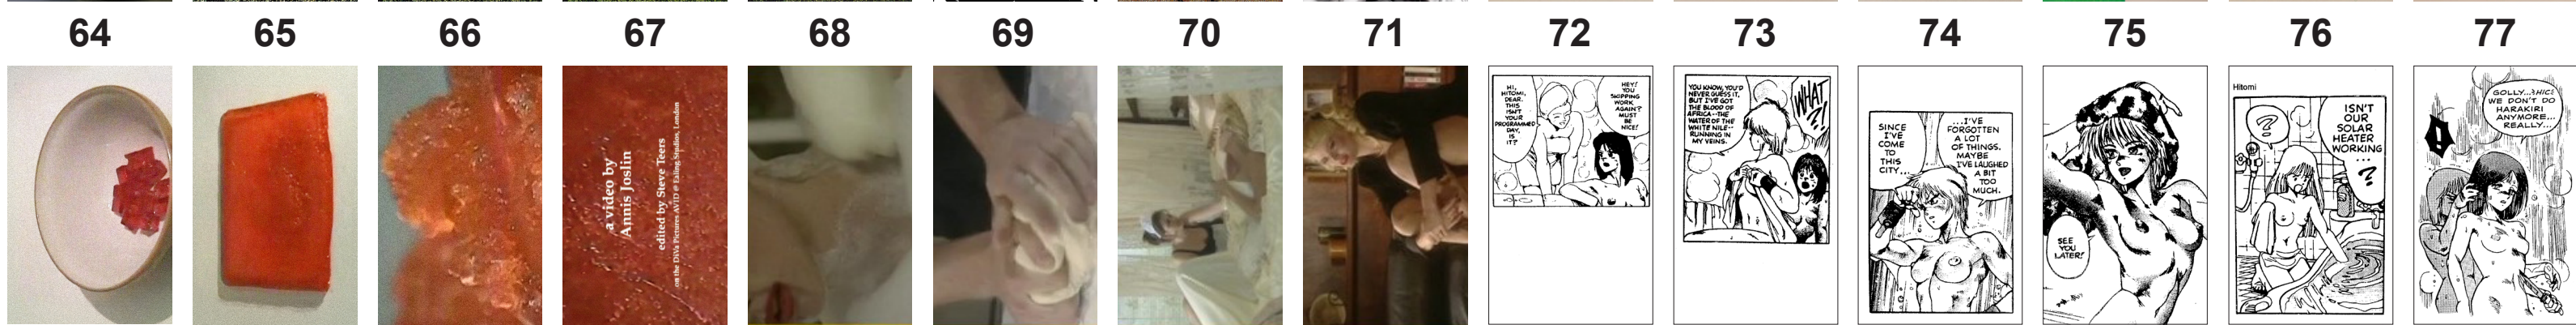 64 65 66 67 68 69 70 71 72 73 74 75 76 77
a video by
Annis Joslin
edited by Steve Teers
on the DiVa Pictures AVID @ Ealing Studios, London
HI,
HITOMI,
DEAR.
THIS
ISN'T
YOUR
PROGRAMMED
DAY,
IS
IT?
HEY!
YOU
SKIPPING
WORK
AGAIN?
MUST
BE
NICE!
YOU KNOW, YOU'D
NEVER GUESS IT,
BUT I'VE GOT
THE BLOOD OF
AFRICA--THE
WATER OF THE
WHITE NILE--
RUNNING IN
MY VEINS.
WHAT
?!
SINCE
I'VE
COME
TO
THIS
CITY...
...I'VE
FORGOTTEN
A LOT
OF THINGS.
MAYBE
I'VE LAUGHED
A BIT
TOO
MUCH.
SEE
YOU
LATER!
Hitomi
?
ISN'T
OUR
SOLAR
HEATER
WORKING
...
?
!
GOLLY...≷HIC≶
WE DON'T DO
HARAKIRI
ANYMORE...
REALLY...